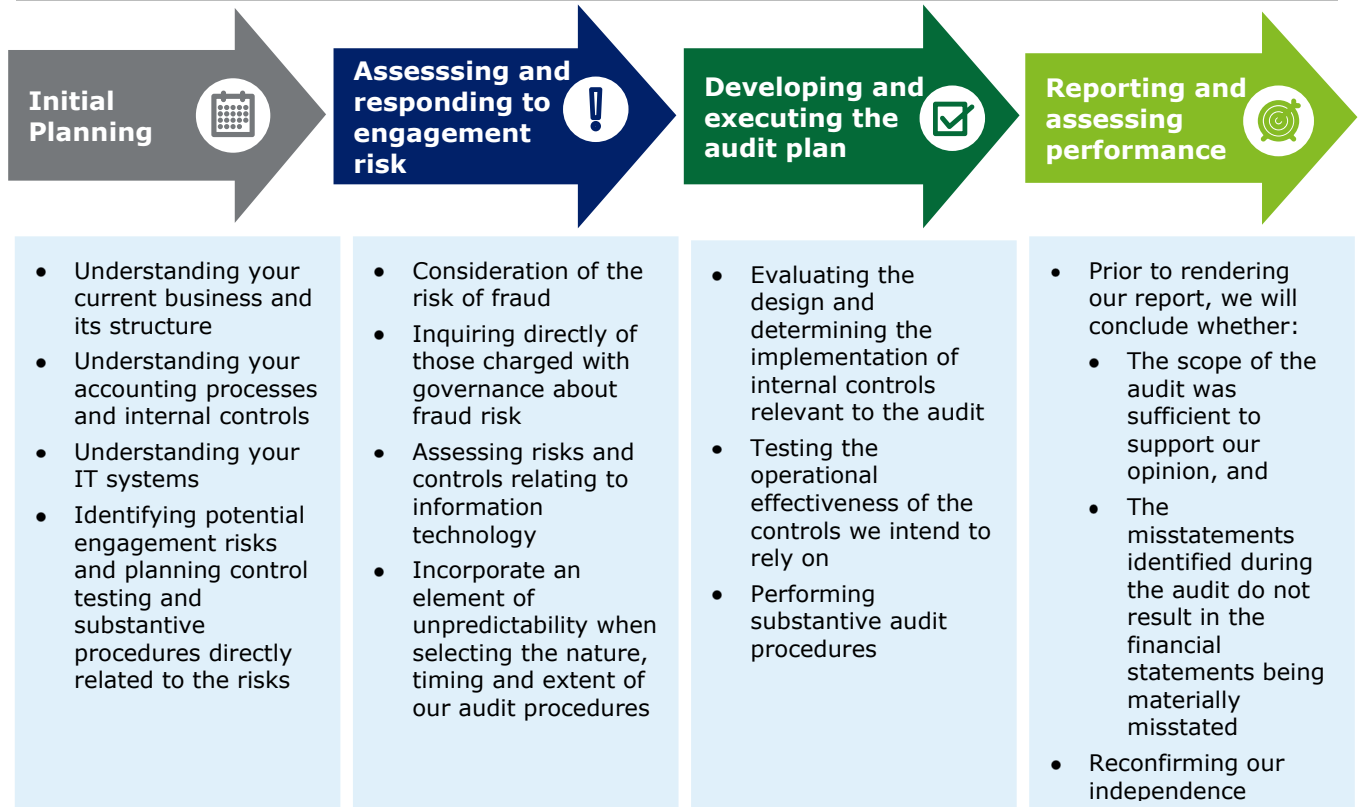 Initial
Planning
Assesssing and
responding to
engagement
risk
Developing and
executing the
audit plan
Reporting and
assessing
performance
• Understanding your
current business and
its structure
• Understanding your
accounting processes
and internal controls
• Understanding your
IT systems
• Identifying potential
engagement risks
and planning control
testing and
substantive
procedures directly
related to the risks
• Consideration of the
risk of fraud
• Inquiring directly of
those charged with
governance about
fraud risk
• Assessing risks and
controls relating to
information
technology
• Incorporate an
element of
unpredictability when
selecting the nature,
timing and extent of
our audit procedures
• Evaluating the
design and
determining the
implementation of
internal controls
relevant to the audit
• Testing the
operational
effectiveness of the
controls we intend to
rely on
• Performing
substantive audit
procedures
• Prior to rendering
our report, we will
conclude whether:
• The scope of the
audit was
sufficient to
support our
opinion, and
• The
misstatements
identified during
the audit do not
result in the
financial
statements being
materially
misstated
• Reconfirming our
independence